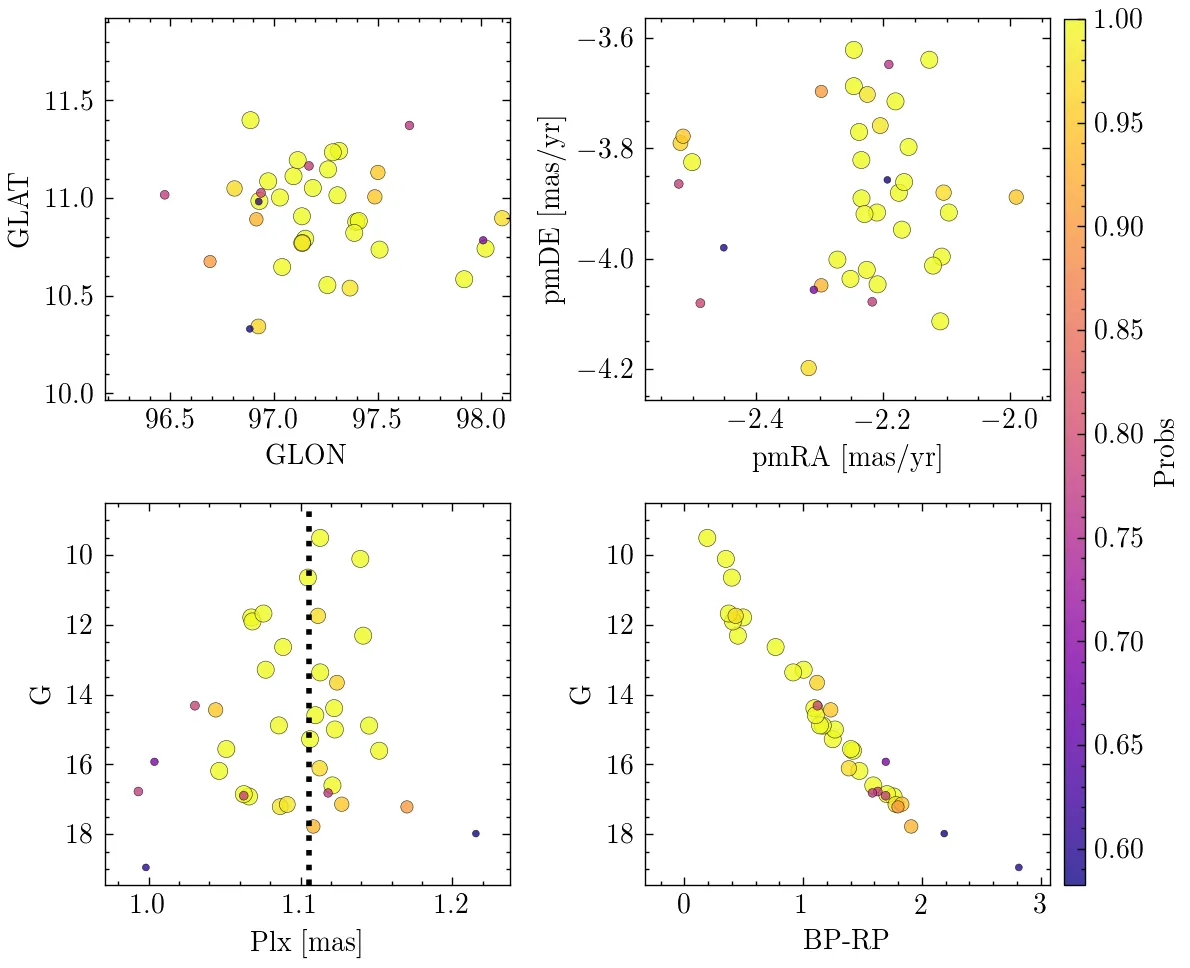 11.5
11.0
10.5
10.0
GLAT
96.5 97.0 97.5 98.0
GLON
−3.6
−3.8
−4.0
−4.2
pmDE [mas/yr]
−2.4 −2.2 −2.0
pmRA [mas/yr]
10
12
14
16
18
G
1.0 1.1 1.2
Plx [mas]
10
12
14
16
18
G
0 1 2 3
BP-RP
1.00
0.95
0.90
0.85
0.80
0.75
0.70
0.65
0.60
Probs